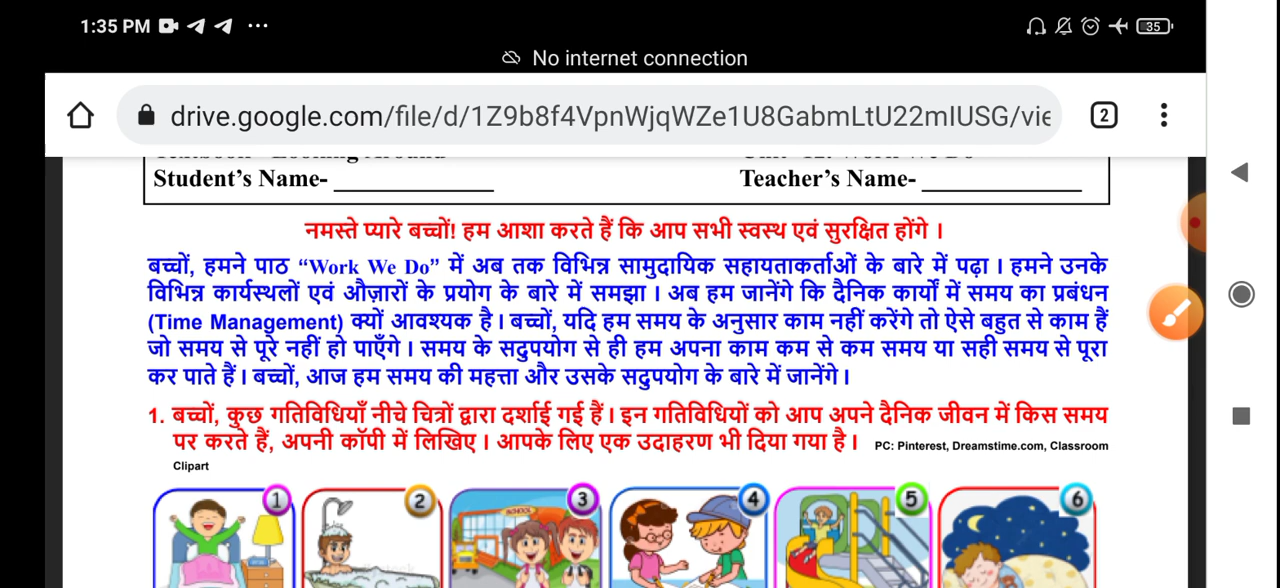 1:35 PM
35
No internet connection
drive.google.com/file/d/1Z9b8f4VpnWjqWZe1U8GabmLtU22mIUSG/vie
2
Student's Name- ____________ Teacher's Name- ____________
नमस्ते प्यारे बच्चों! हम आशा करते हैं कि आप सभी स्वस्थ एवं सुरक्षित होंगे ।
बच्चों, हमने पाठ “Work We Do” में अब तक विभिन्न सामुदायिक सहायताकर्ताओं के बारे में पढ़ा । हमने उनके
विभिन्न कार्यस्थलों एवं औज़ारों के प्रयोग के बारे में समझा । अब हम जानेंगे कि दैनिक कार्यों में समय का प्रबंधन
(Time Management) क्यों आवश्यक है । बच्चों, यदि हम समय के अनुसार काम नहीं करेंगे तो ऐसे बहुत से काम हैं
जो समय से पूरे नहीं हो पाएँगे । समय के सदुपयोग से ही हम अपना काम कम से कम समय या सही समय से पूरा
कर पाते हैं । बच्चों, आज हम समय की महत्ता और उसके सदुपयोग के बारे में जानेंगे ।
1. बच्चों, कुछ गतिविधियाँ नीचे चित्रों द्वारा दर्शाई गई हैं । इन गतिविधियों को आप अपने दैनिक जीवन में किस समय
पर करते हैं, अपनी कॉपी में लिखिए । आपके लिए एक उदाहरण भी दिया गया है । PC: Pinterest, Dreamstime.com, Classroom
Clipart
1 2 3 4 5 6
SCHOOL